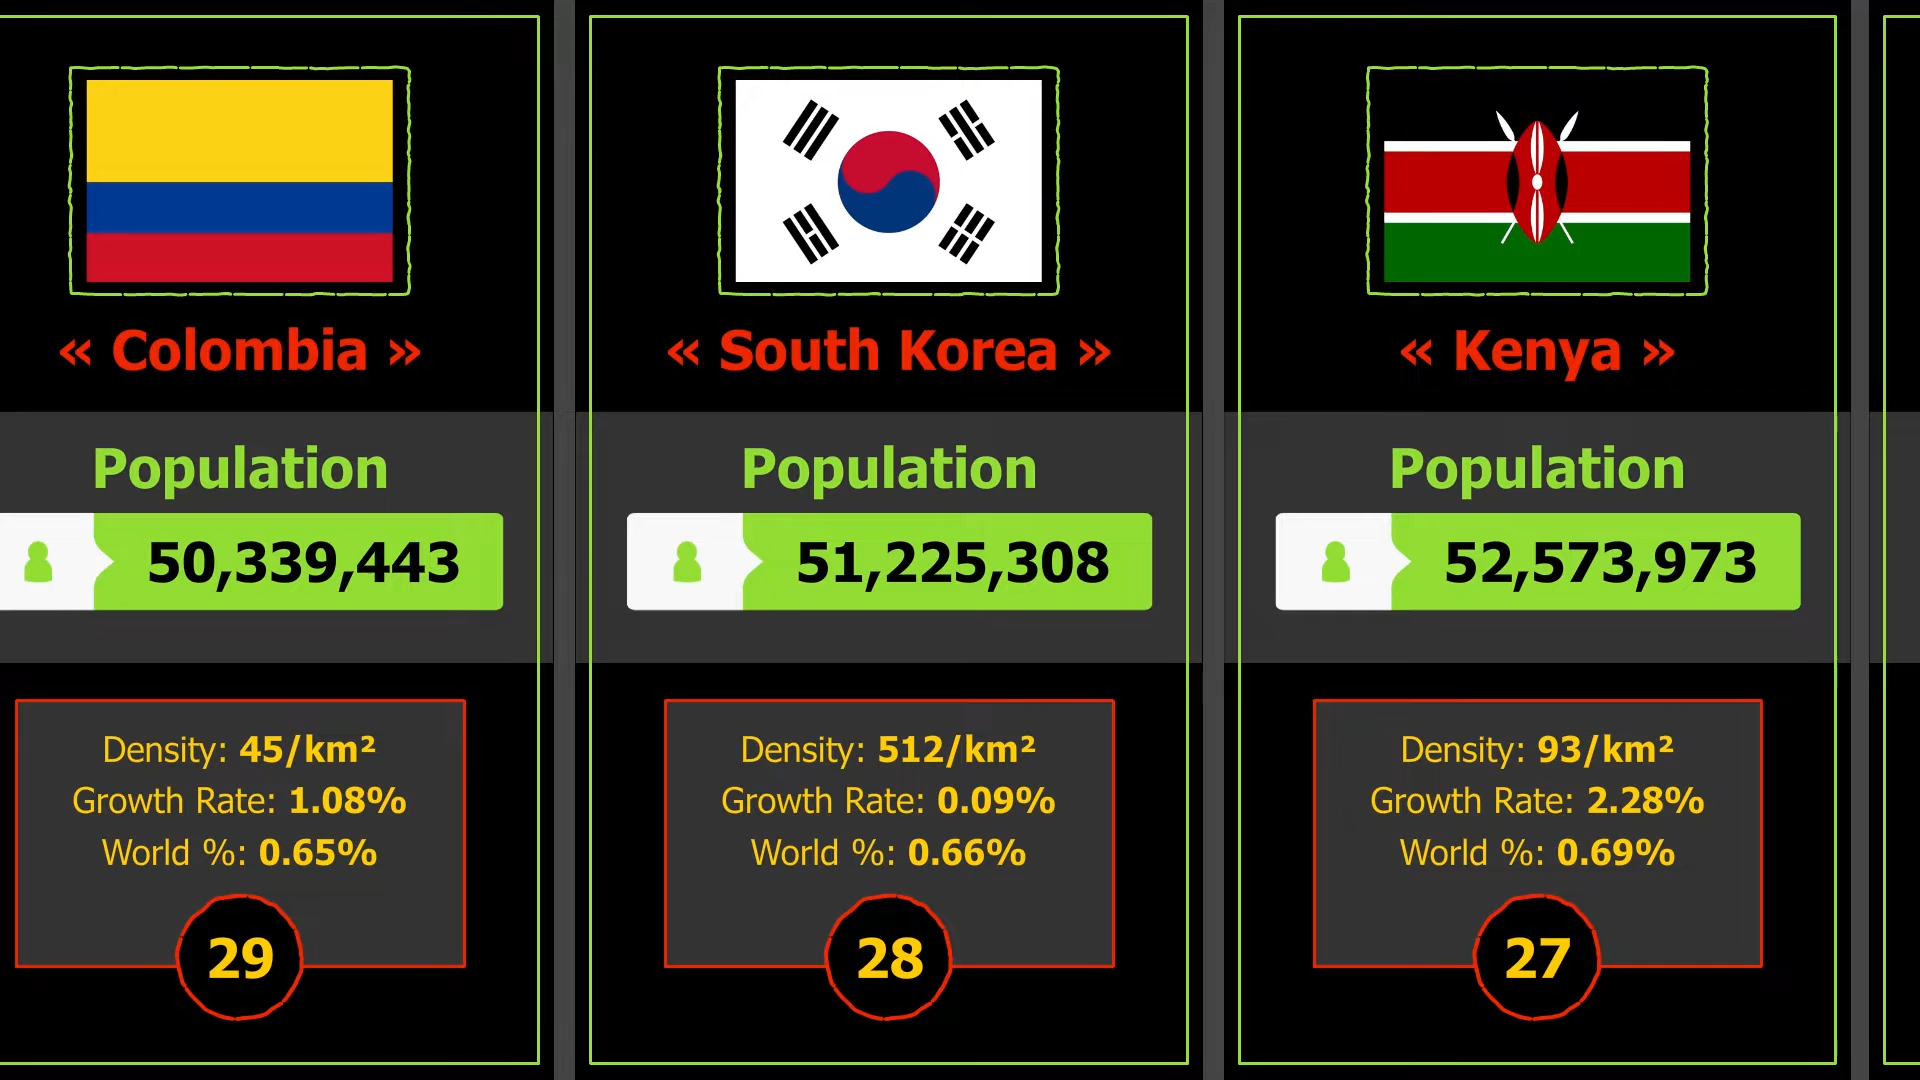 « Colombia »
Population
50,339,443
Density: 45/km²
Growth Rate: 1.08%
World %: 0.65%
29
« South Korea »
Population
51,225,308
Density: 512/km²
Growth Rate: 0.09%
World %: 0.66%
28
« Kenya »
Population
52,573,973
Density: 93/km²
Growth Rate: 2.28%
World %: 0.69%
27